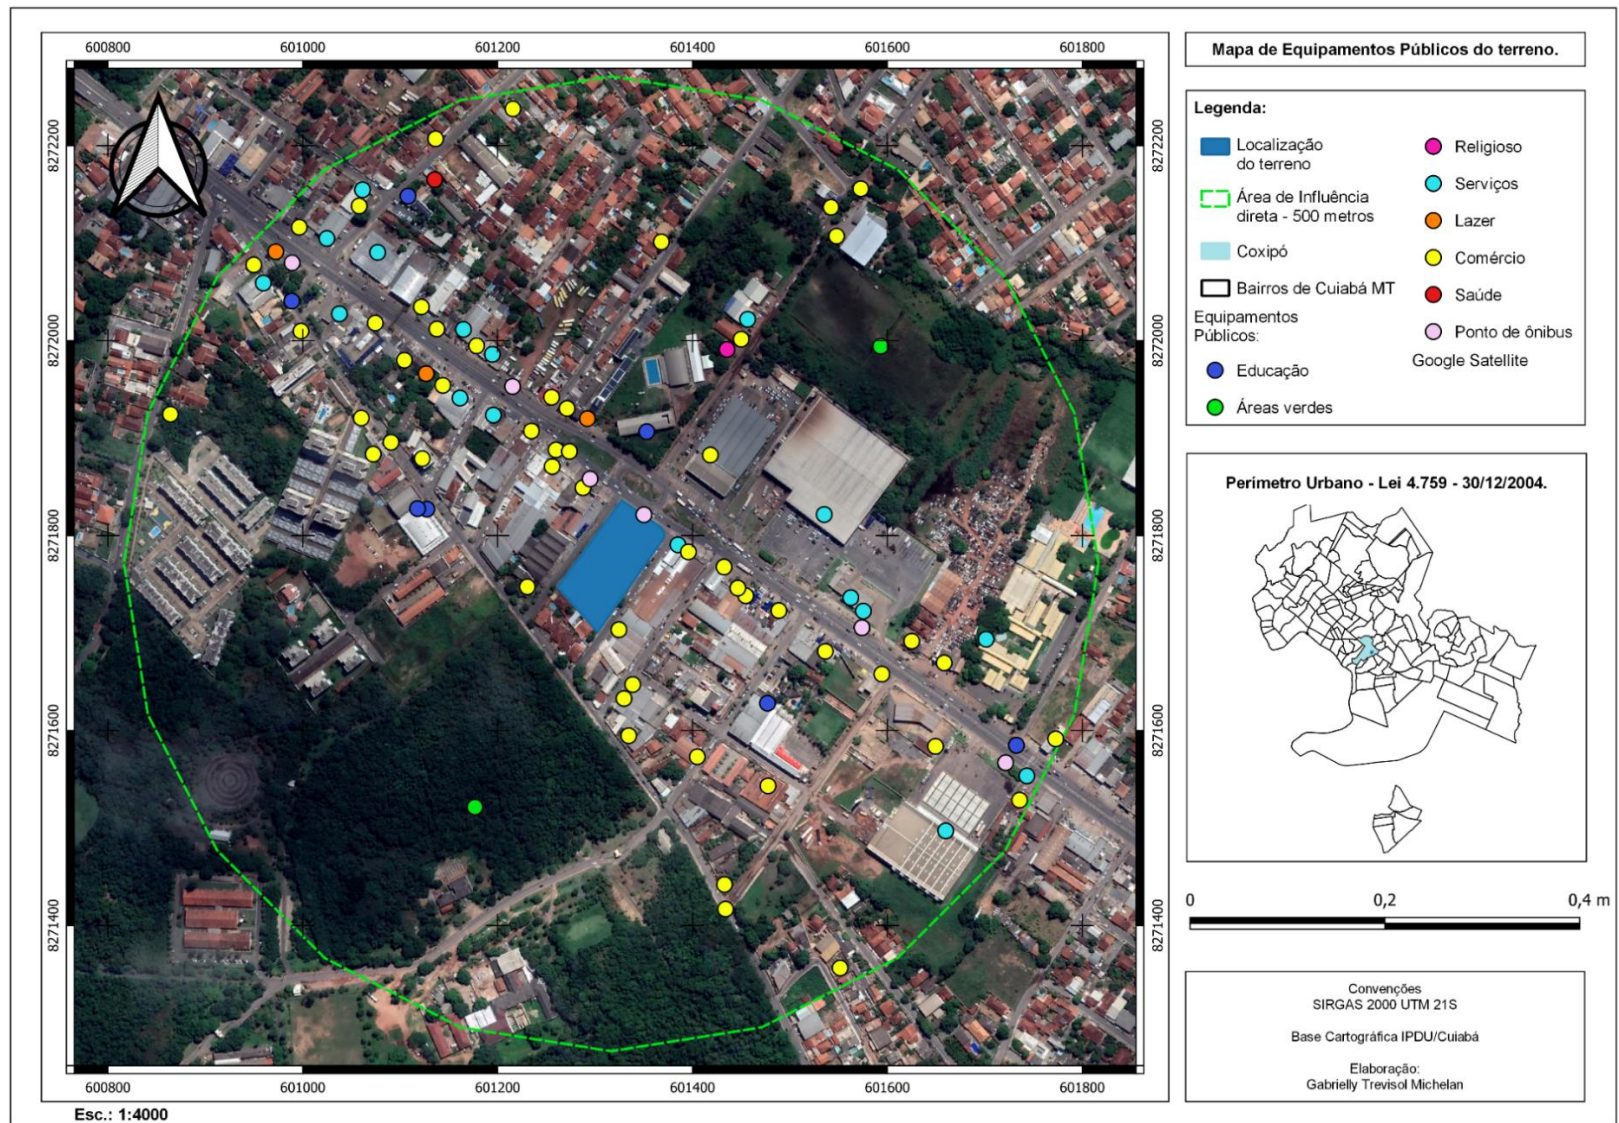 Mapa de Equipamentos Públicos do terreno.
600800 601000 601200 601400 601600 601800
8272200
8272000
8271800
8271600
8271400
8272200
8272000
8271800
8271600
8271400
600800 601000 601200 601400 601600 601800
Esc.: 1:4000
Legenda:
Localização
do terreno
Área de Influência
direta - 500 metros
Coxipó
Bairros de Cuiabá MT
Equipamentos
Públicos:
Educação
Áreas verdes
Religioso
Serviços
Lazer
Comércio
Saúde
Ponto de ônibus
Google Satellite
Perímetro Urbano - Lei 4.759 - 30/12/2004.
0 0,2 0,4 m
Convenções
SIRGAS 2000 UTM 21S
Base Cartográfica IPDU/Cuiabá
Elaboração:
Gabrielly Trevisol Michelan